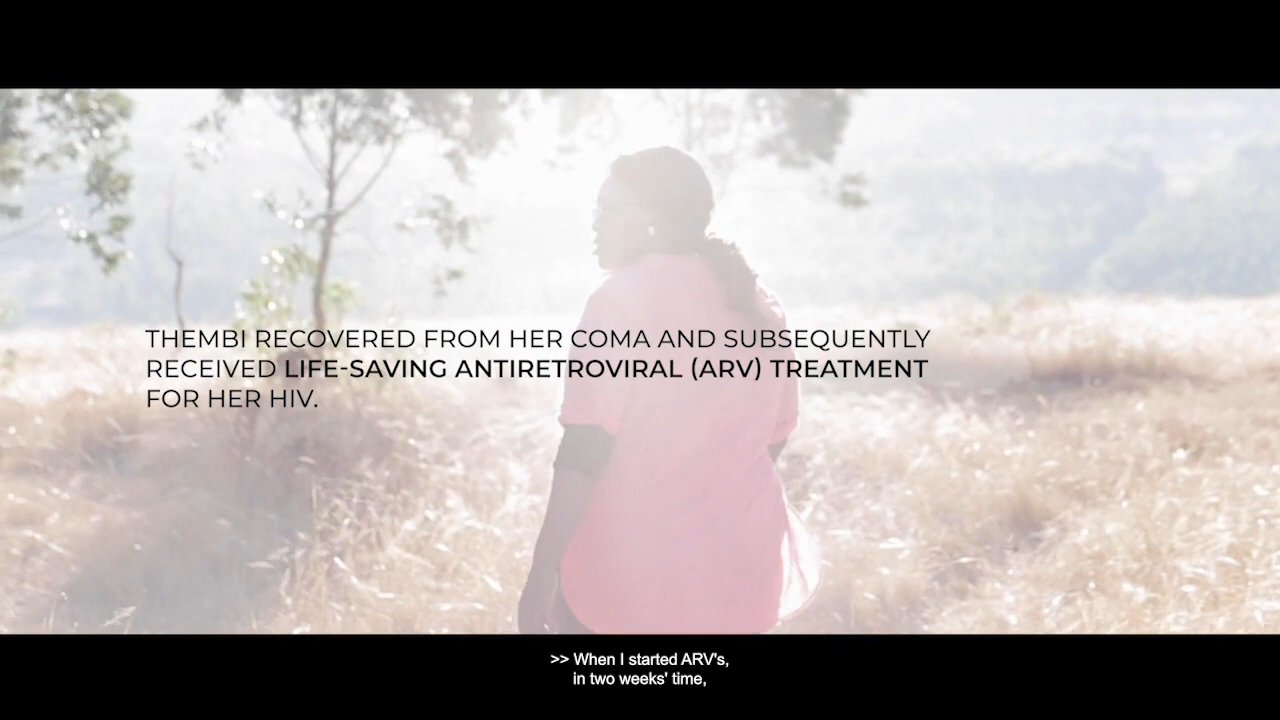 THEMBI RECOVERED FROM HER COMA AND SUBSEQUENTLY
RECEIVED LIFE-SAVING ANTIRETROVIRAL (ARV) TREATMENT
FOR HER HIV.
>> When I started ARV's,
in two weeks' time,